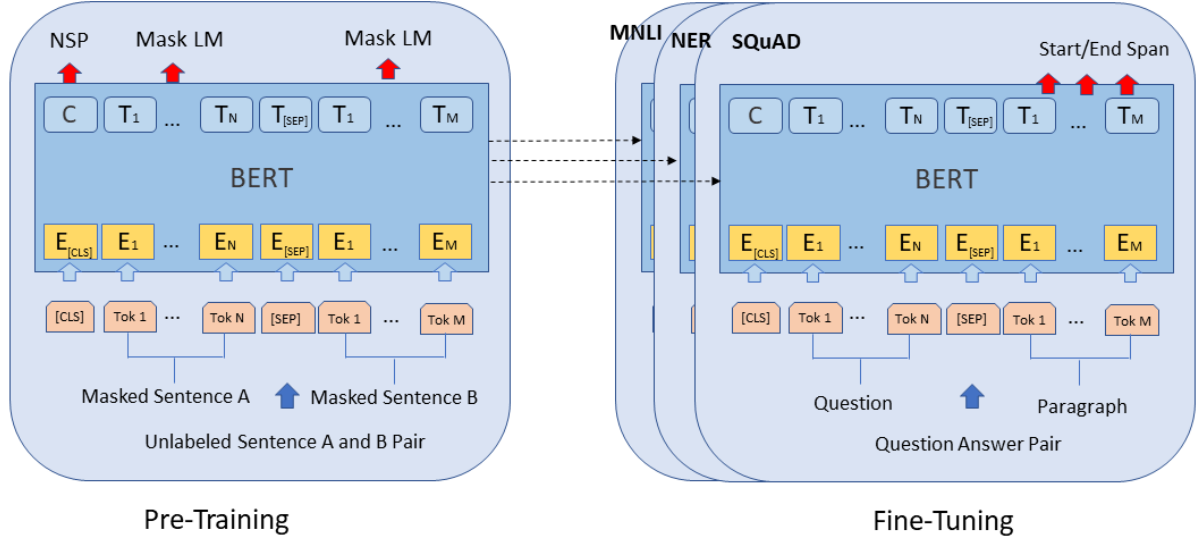 NSP Mask LM Mask LM
C T1 ... TN T[SEP] T1 ... TM
BERT
E[CLS] E1 ... EN E[SEP] E1 ... EM
[CLS] Tok 1 ... Tok N [SEP] Tok 1 ... Tok M
Masked Sentence A Masked Sentence B
Unlabeled Sentence A and B Pair
Pre-Training
MNLI NER SQuAD
Start/End Span
C T1 ... TN T[SEP] T1 ... TM
BERT
E[CLS] E1 ... EN E[SEP] E1 ... EM
[CLS] Tok 1 ... Tok N [SEP] Tok 1 ... Tok M
Question Paragraph
Question Answer Pair
Fine-Tuning